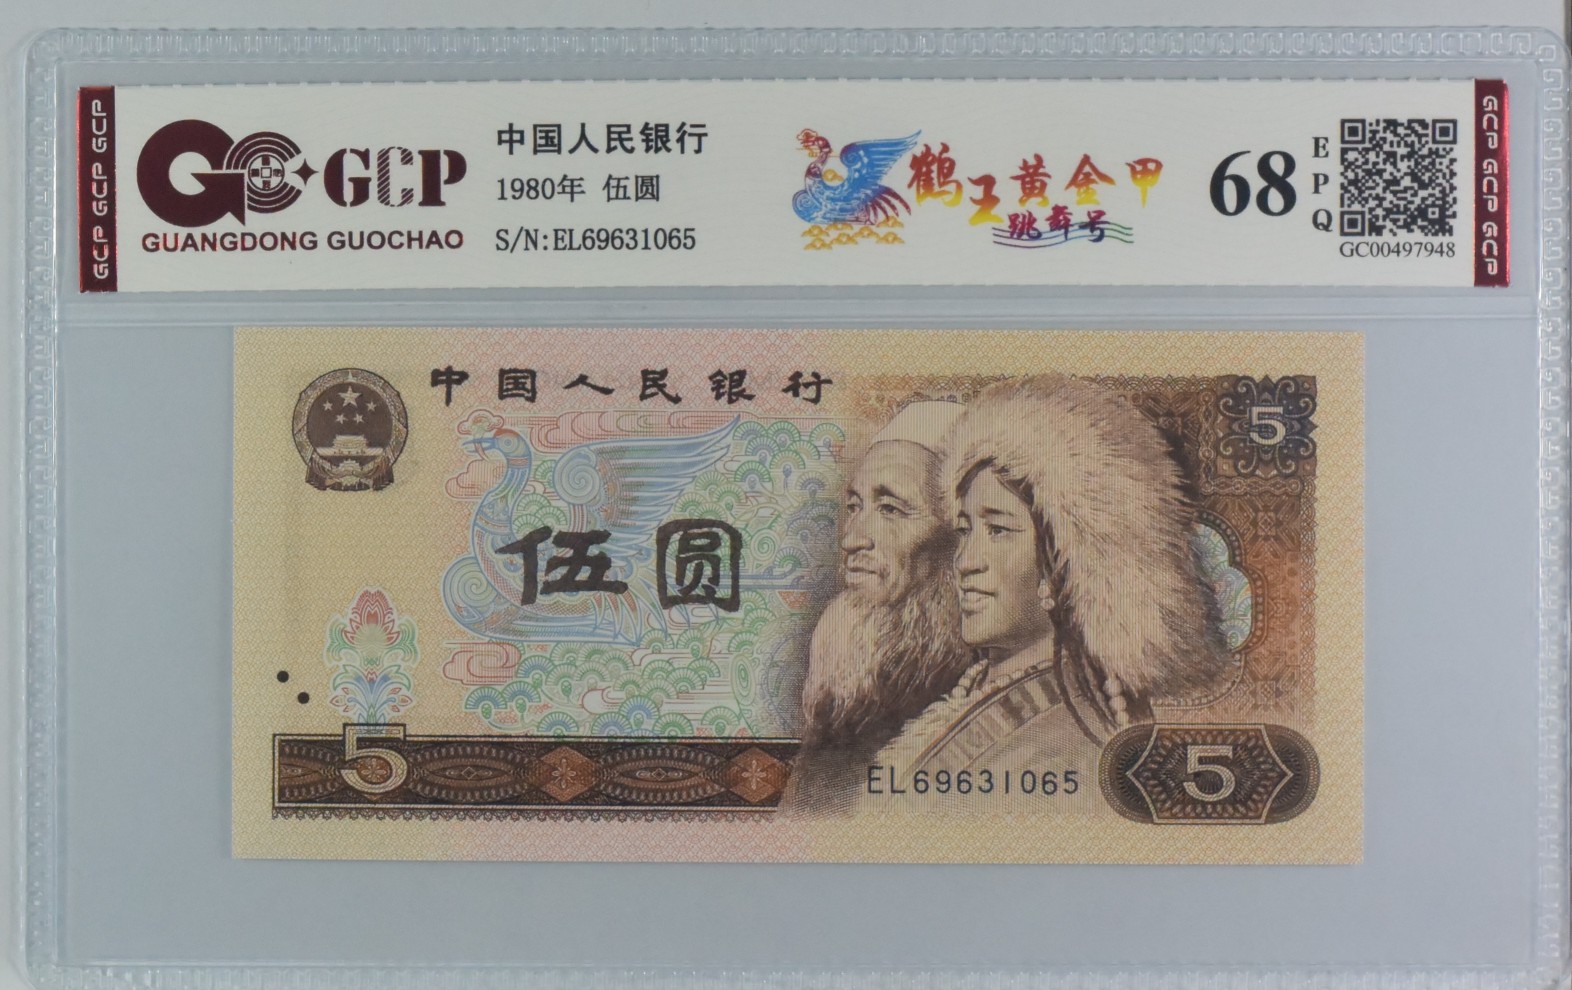 GCP GCP GCP
GC GCP
GUANGDONG GUOCHAO
中国人民银行
1980年 伍圆
S/N:EL69631065
鹤王黄金甲
跳舞号
68
EPQ
GC00497948
GCP GCP GCP
中国人民银行
5
伍圆
5
EL69631065
5